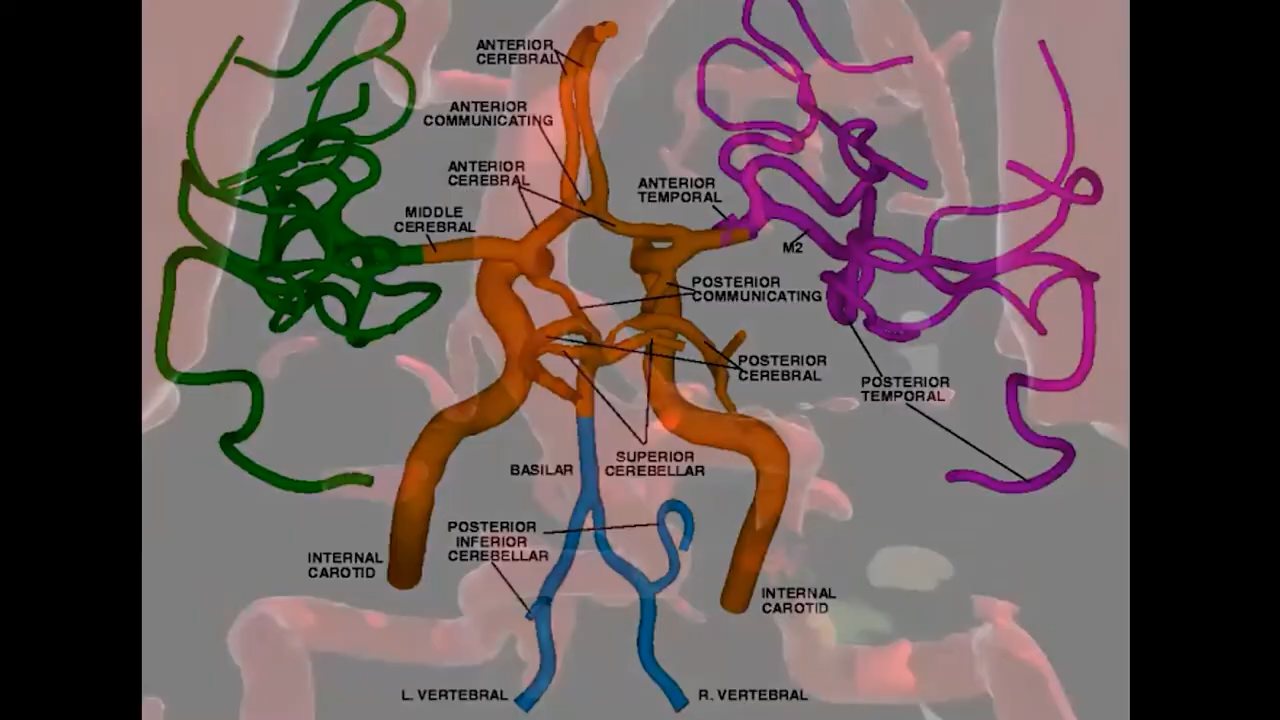 ANTERIOR
CEREBRAL
ANTERIOR
COMMUNICATING
ANTERIOR
CEREBRAL
ANTERIOR
TEMPORAL
MIDDLE
CEREBRAL
M2
POSTERIOR
COMMUNICATING
POSTERIOR
CEREBRAL
POSTERIOR
TEMPORAL
BASILAR
SUPERIOR
CEREBELLAR
POSTERIOR
INFERIOR
CEREBELLAR
INTERNAL
CAROTID
INTERNAL
CAROTID
L. VERTEBRAL
R. VERTEBRAL